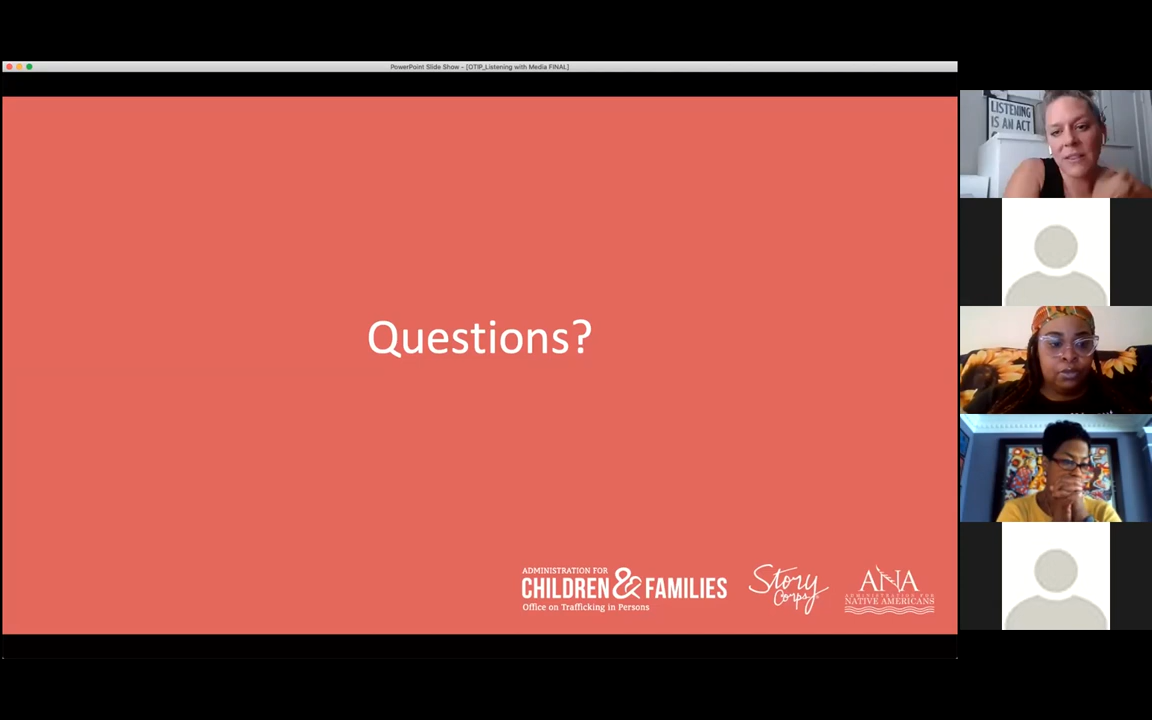 PowerPoint Slide Show - [OTIP_Listening with Media FINAL]
LISTENING
IS AN ACT
Questions?
ADMINISTRATION FOR
CHILDREN & FAMILIES
Office on Trafficking in Persons
Story
Corps
ANA
ADMINISTRATION FOR
NATIVE AMERICANS